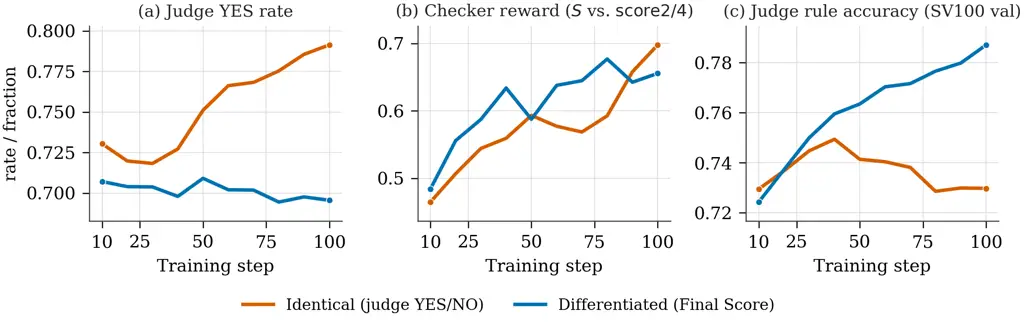 (a) Judge YES rate
(b) Checker reward (S vs. score2/4)
(c) Judge rule accuracy (SV100 val)
rate / fraction
0.800
0.775
0.750
0.725
0.700
10 25 50 75 100
Training step
0.7
0.6
0.5
10 25 50 75 100
Training step
0.78
0.76
0.74
0.72
10 25 50 75 100
Training step
Identical (judge YES/NO)
Differentiated (Final Score)